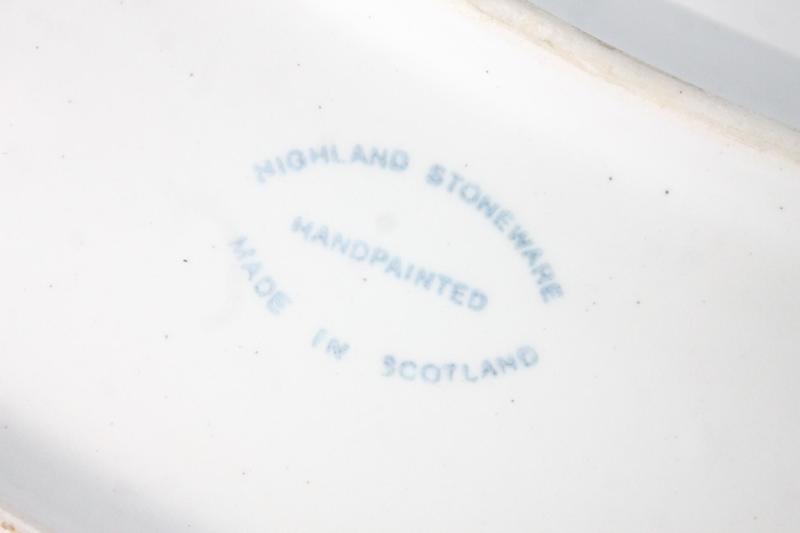 HIGHLAND STONEWARE
HANDPAINTED
MADE IN SCOTLAND